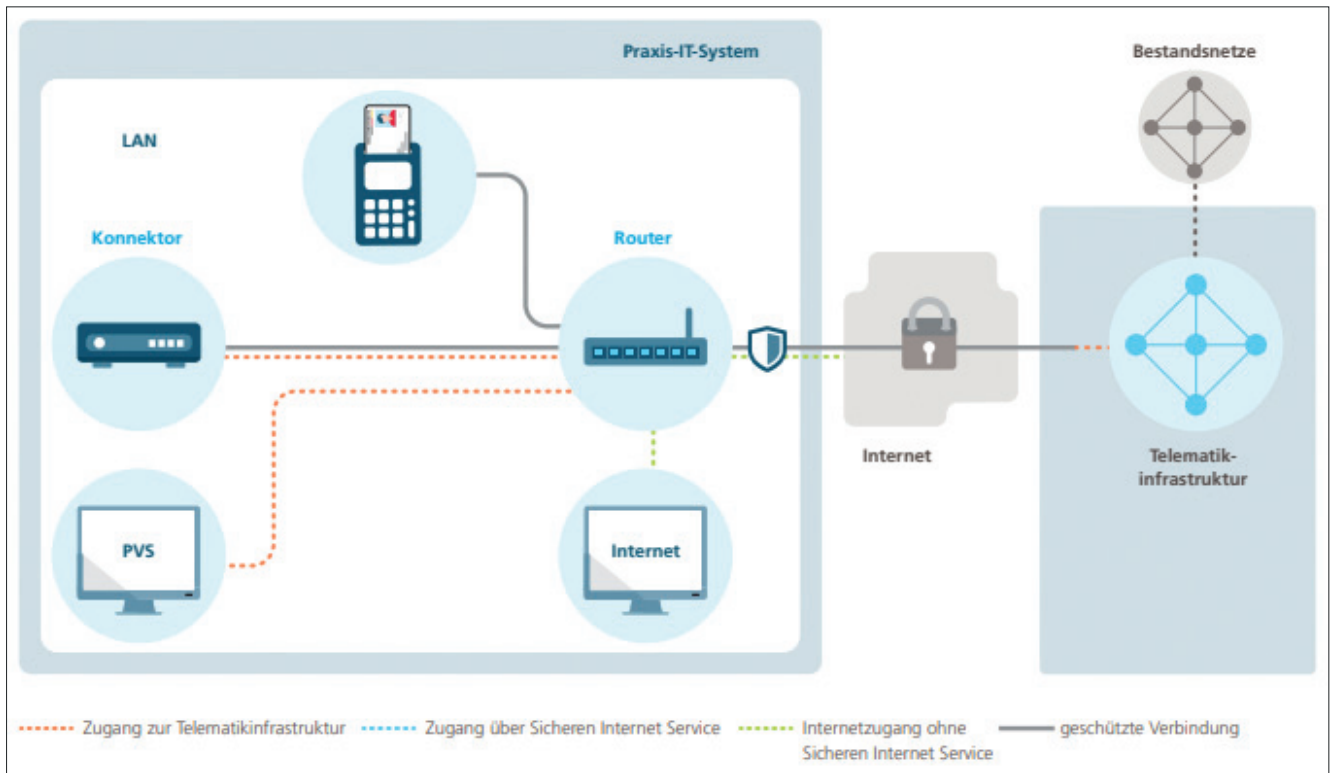 Praxis-IT-System
Bestandsnetze
LAN
Konnektor
Router
Internet
Telematik-
infrastruktur
PVS
Internet
Zugang zur Telematikinfrastruktur
Zugang über Sicheren Internet Service
Internetzugang ohne
Sicheren Internet Service
geschützte Verbindung